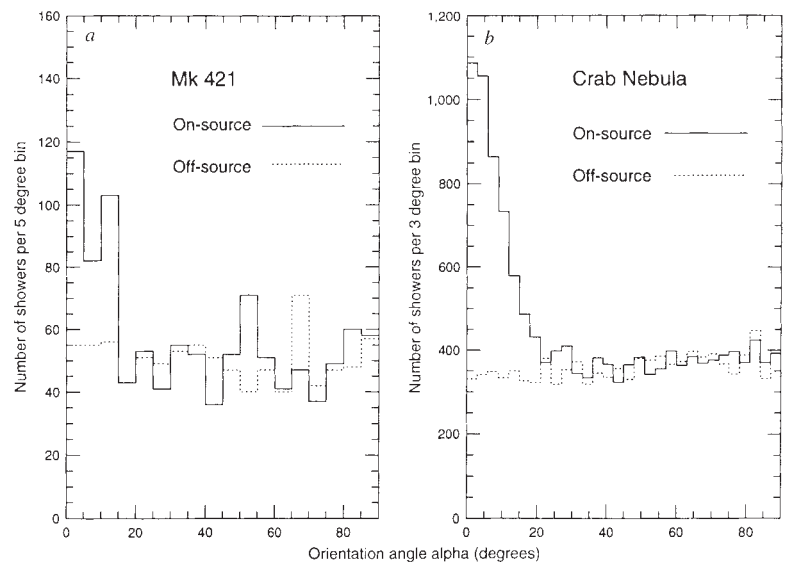 a
Mk 421
On-source
Off-source
Number of showers per 5 degree bin
160
140
120
100
80
60
40
20
0
0 20 40 60 80
b
Crab Nebula
On-source
Off-source
Number of showers per 3 degree bin
1,200
1,000
800
600
400
200
0
0 20 40 60 80
Orientation angle alpha (degrees)